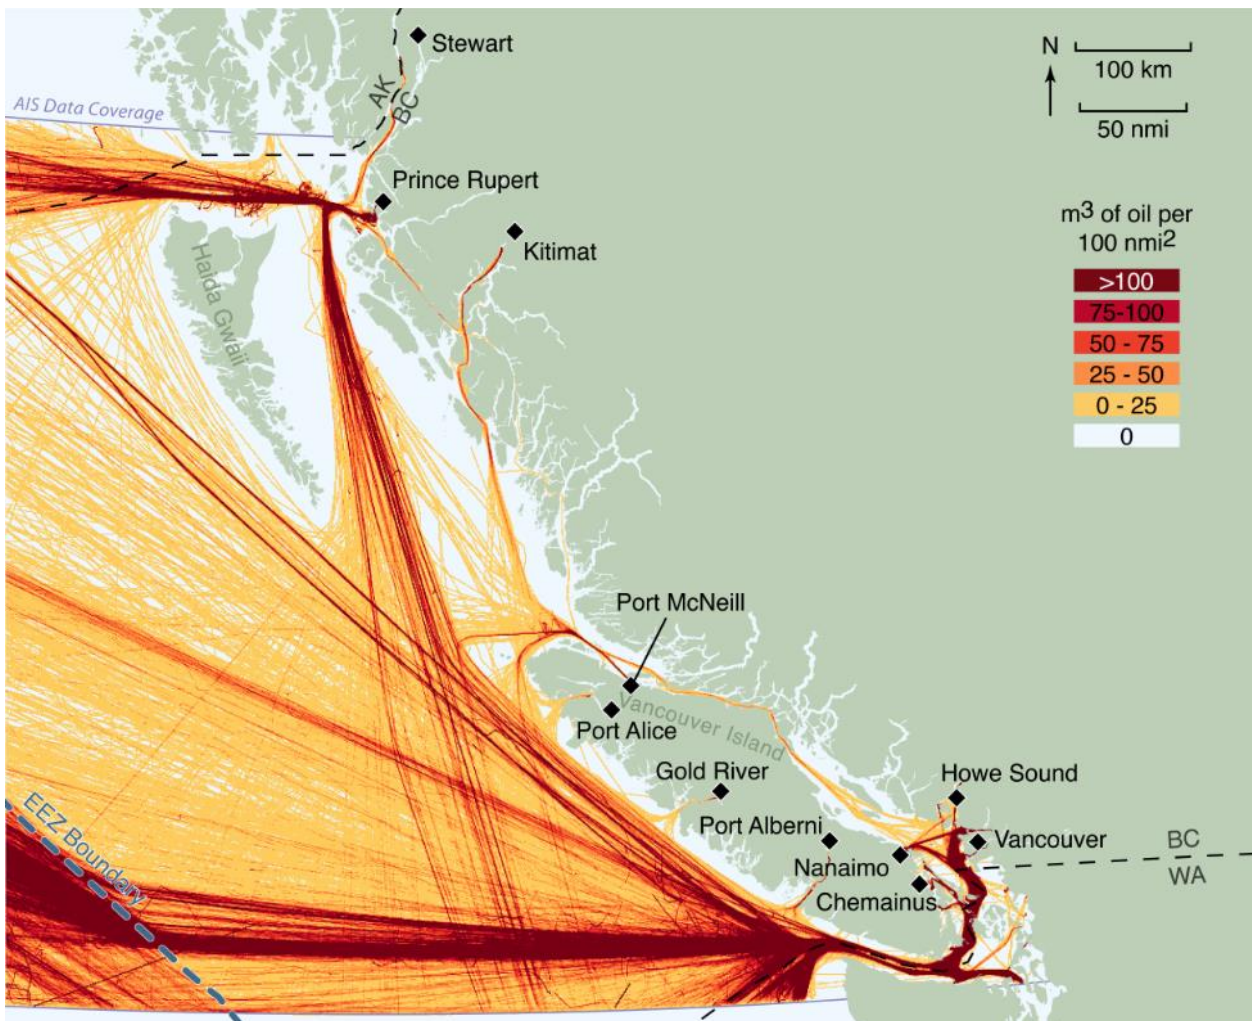 Stewart
AK
BC
AIS Data Coverage
N
100 km
50 nmi
Prince Rupert
Kitimat
Haida Gwaii
m3 of oil per
100 nmi2
>100
75-100
50 - 75
25 - 50
0 - 25
0
Port McNeill
Vancouver Island
Port Alice
Gold River
Howe Sound
Port Alberni
Vancouver
Nanaimo
Chemainus
BC
WA
EEZ Boundary